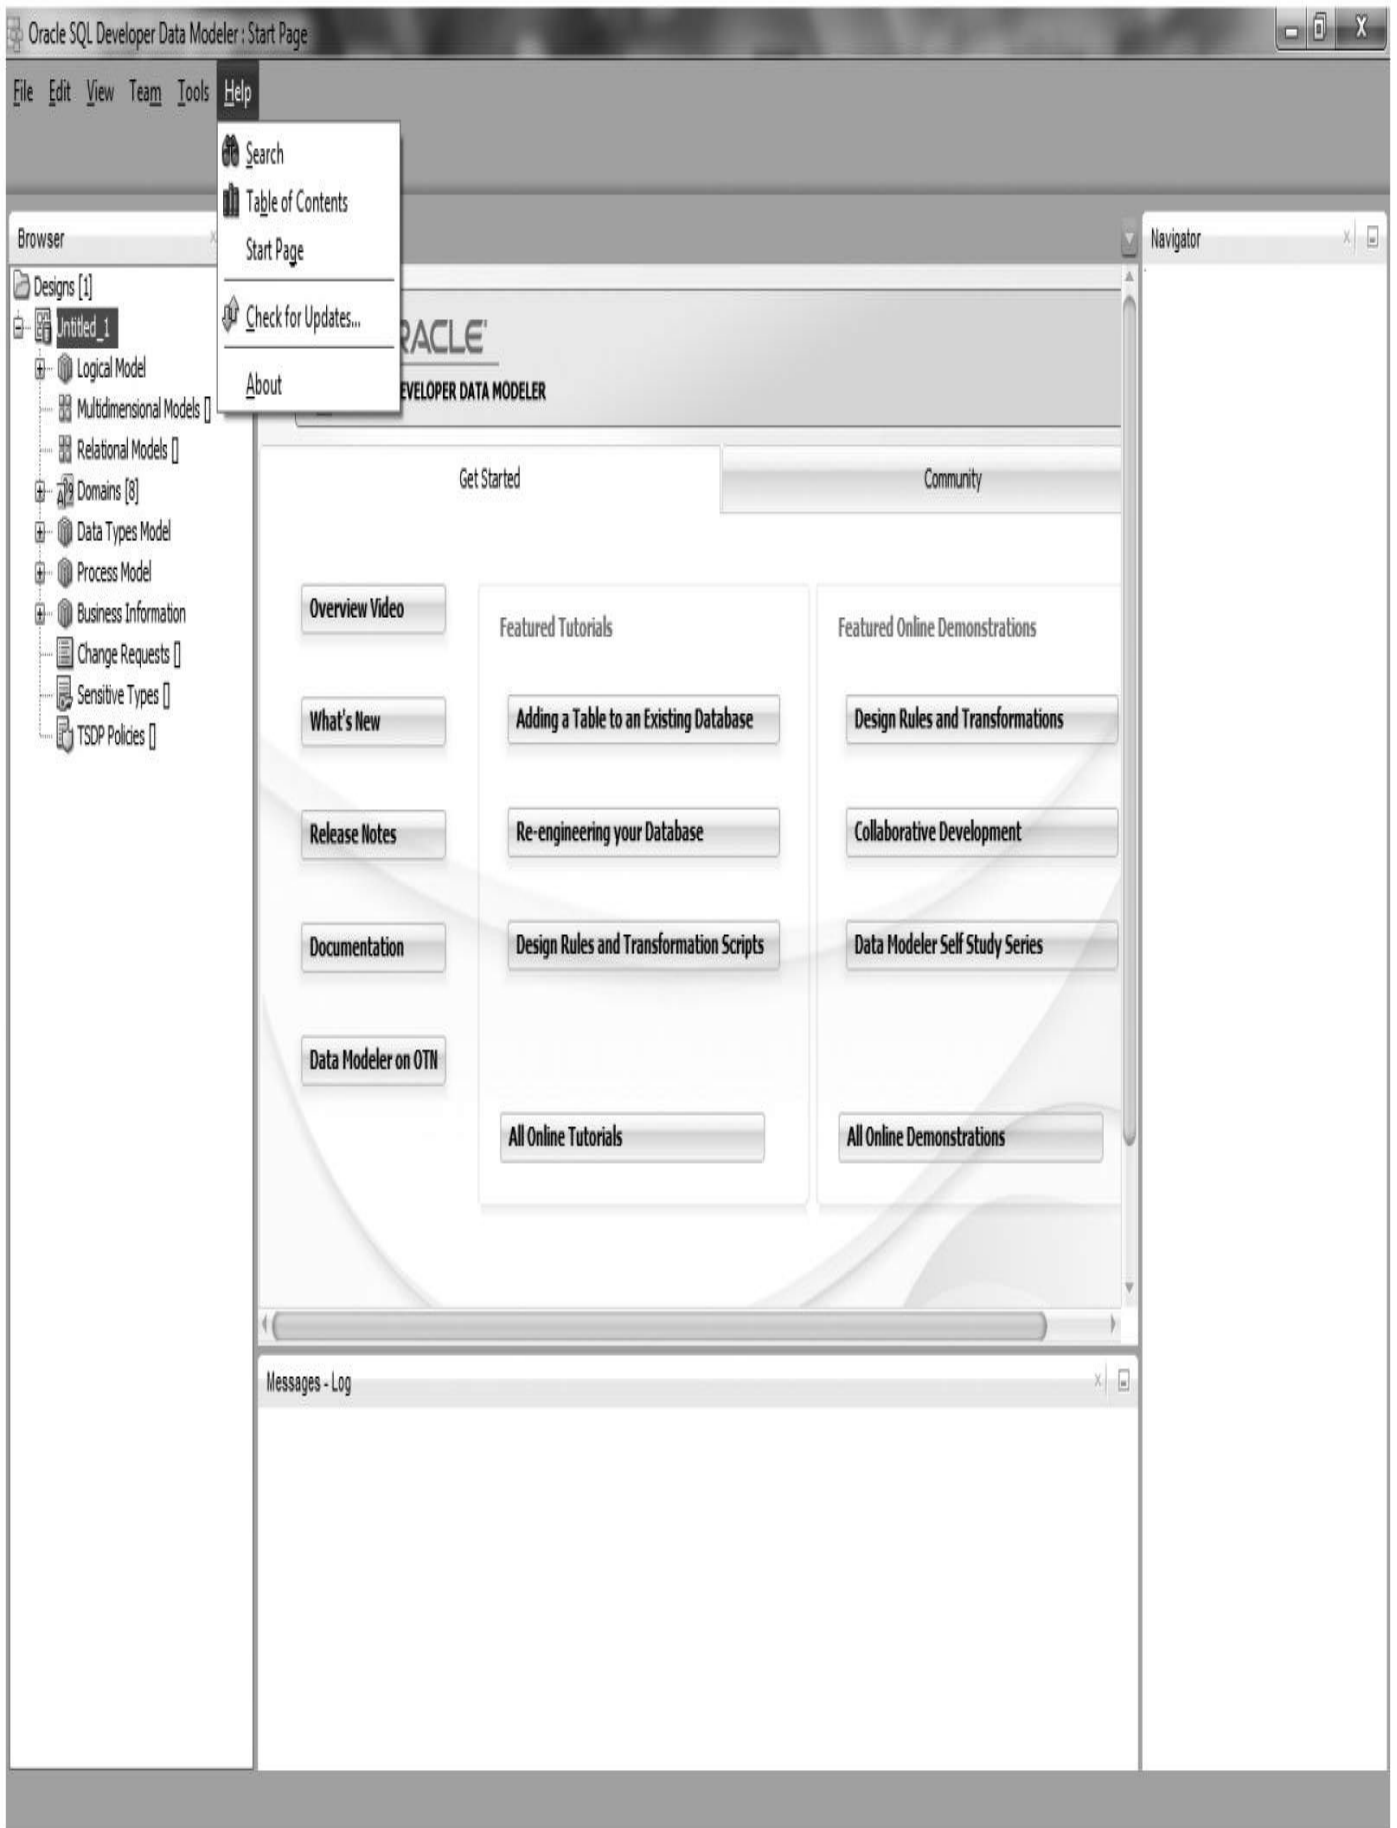 Oracle SQL Developer Data Modeler : Start Page
File Edit View Team Tools Help
Search
Table of Contents
Start Page
Check for Updates...
About
Browser
Designs [1]
Untitled_1
Logical Model
Multidimensional Models []
Relational Models []
Domains [8]
Data Types Model
Process Model
Business Information
Change Requests []
Sensitive Types []
TSDP Policies []
RACLE
EVELOPER DATA MODELER
Get Started
Community
Overview Video
What's New
Release Notes
Documentation
Data Modeler on OTN
Featured Tutorials
Adding a Table to an Existing Database
Re-engineering your Database
Design Rules and Transformation Scripts
All Online Tutorials
Featured Online Demonstrations
Design Rules and Transformations
Collaborative Development
Data Modeler Self Study Series
All Online Demonstrations
Messages - Log
Navigator